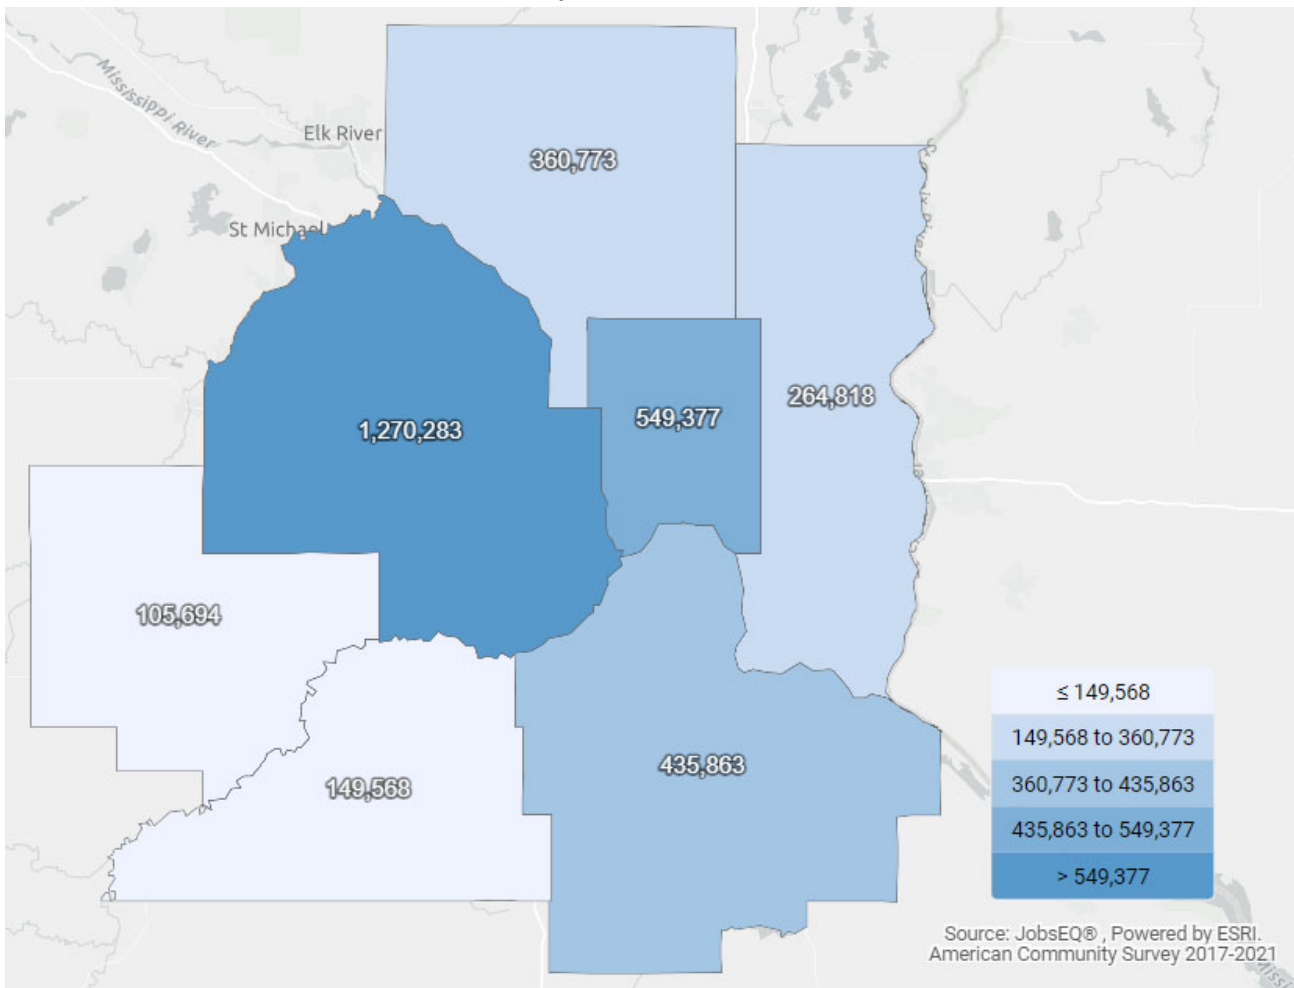 Mississippi River
Elk River
360,773
St Michael
264,818
549,377
1,270,283
105,694
435,863
149,568
≤ 149,568
149,568 to 360,773
360,773 to 435,863
435,863 to 549,377
> 549,377
Source: JobsEQ® , Powered by ESRI.
American Community Survey 2017-2021